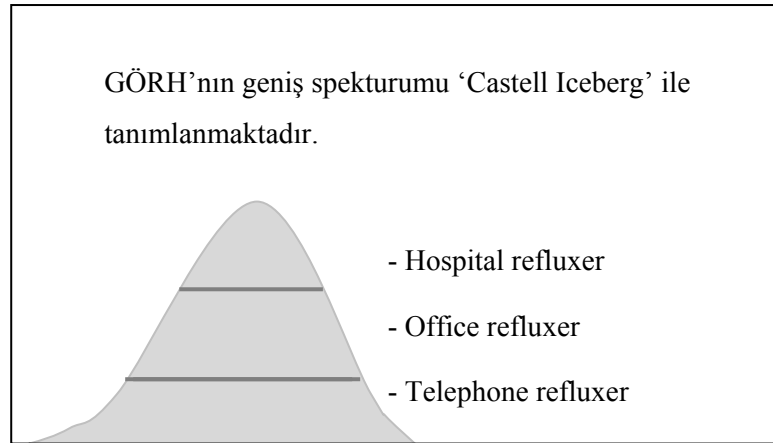 GÖRH’nın geniş spekturumu ‘Castell Iceberg’ ile
tanımlanmaktadır.
- Hospital refluxer
- Office refluxer
- Telephone refluxer